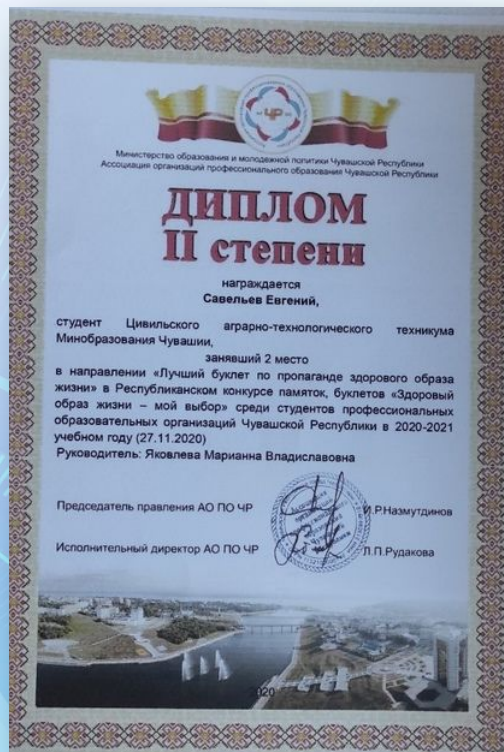 ЧР
Министерство образования и молодежной политики Чувашской Республики
Ассоциация организаций профессионального образования Чувашской Республики
ДИПЛОМ
II степени
награждается
Савельев Евгений,
студент Цивильского аграрно-технологического техникума
Минобразования Чувашии,
занявший 2 место
в направлении «Лучший буклет по пропаганде здорового образа
жизни» в Республиканском конкурсе памяток, буклетов «Здоровый
образ жизни – мой выбор» среди студентов профессиональных
образовательных организаций Чувашской Республики в 2020-2021
учебном году (27.11.2020)
Руководитель: Яковлева Марианна Владиславовна
Председатель правления АО ПО ЧР И.Р.Назмутдинов
Исполнительный директор АО ПО ЧР Л.П.Рудакова
2020